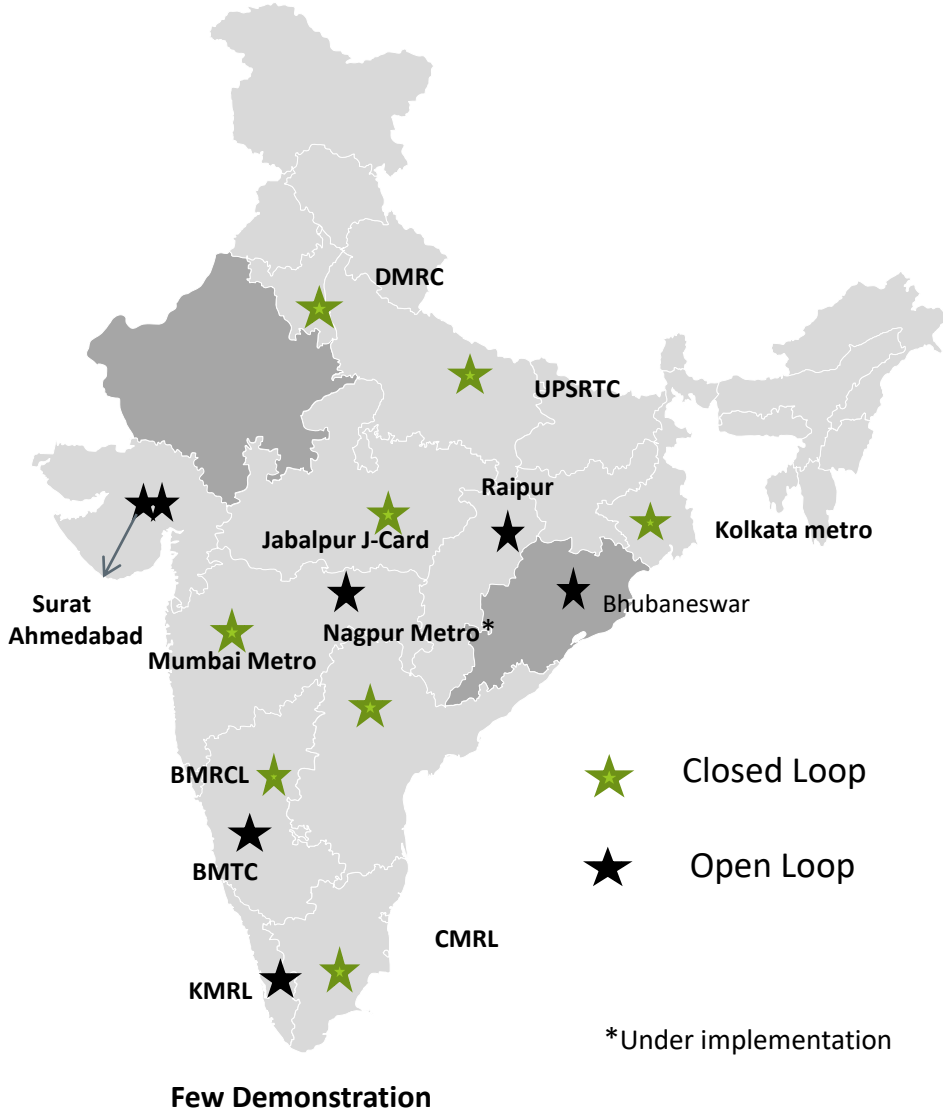 DMRC
UPSRTC
Raipur
Kolkata metro
Jabalpur J-Card
Surat
Ahmedabad
Bhubaneswar
Nagpur Metro*
Mumbai Metro
BMRCL
Closed Loop
BMTC
Open Loop
CMRL
KMRL
*Under implementation
Few Demonstration